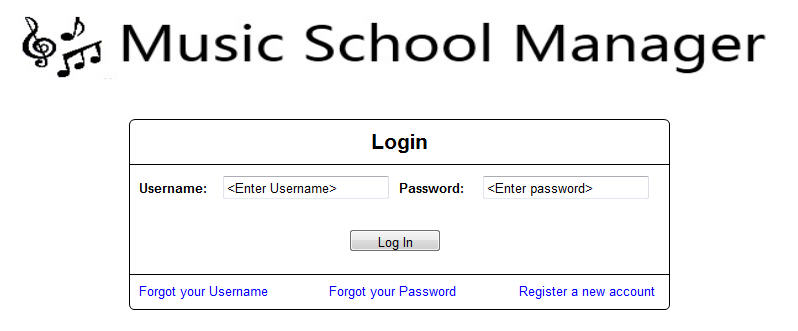 Music School Manager
Login
Username: <Enter Username> Password: <Enter password>
Log In
Forgot your Username Forgot your Password Register a new account